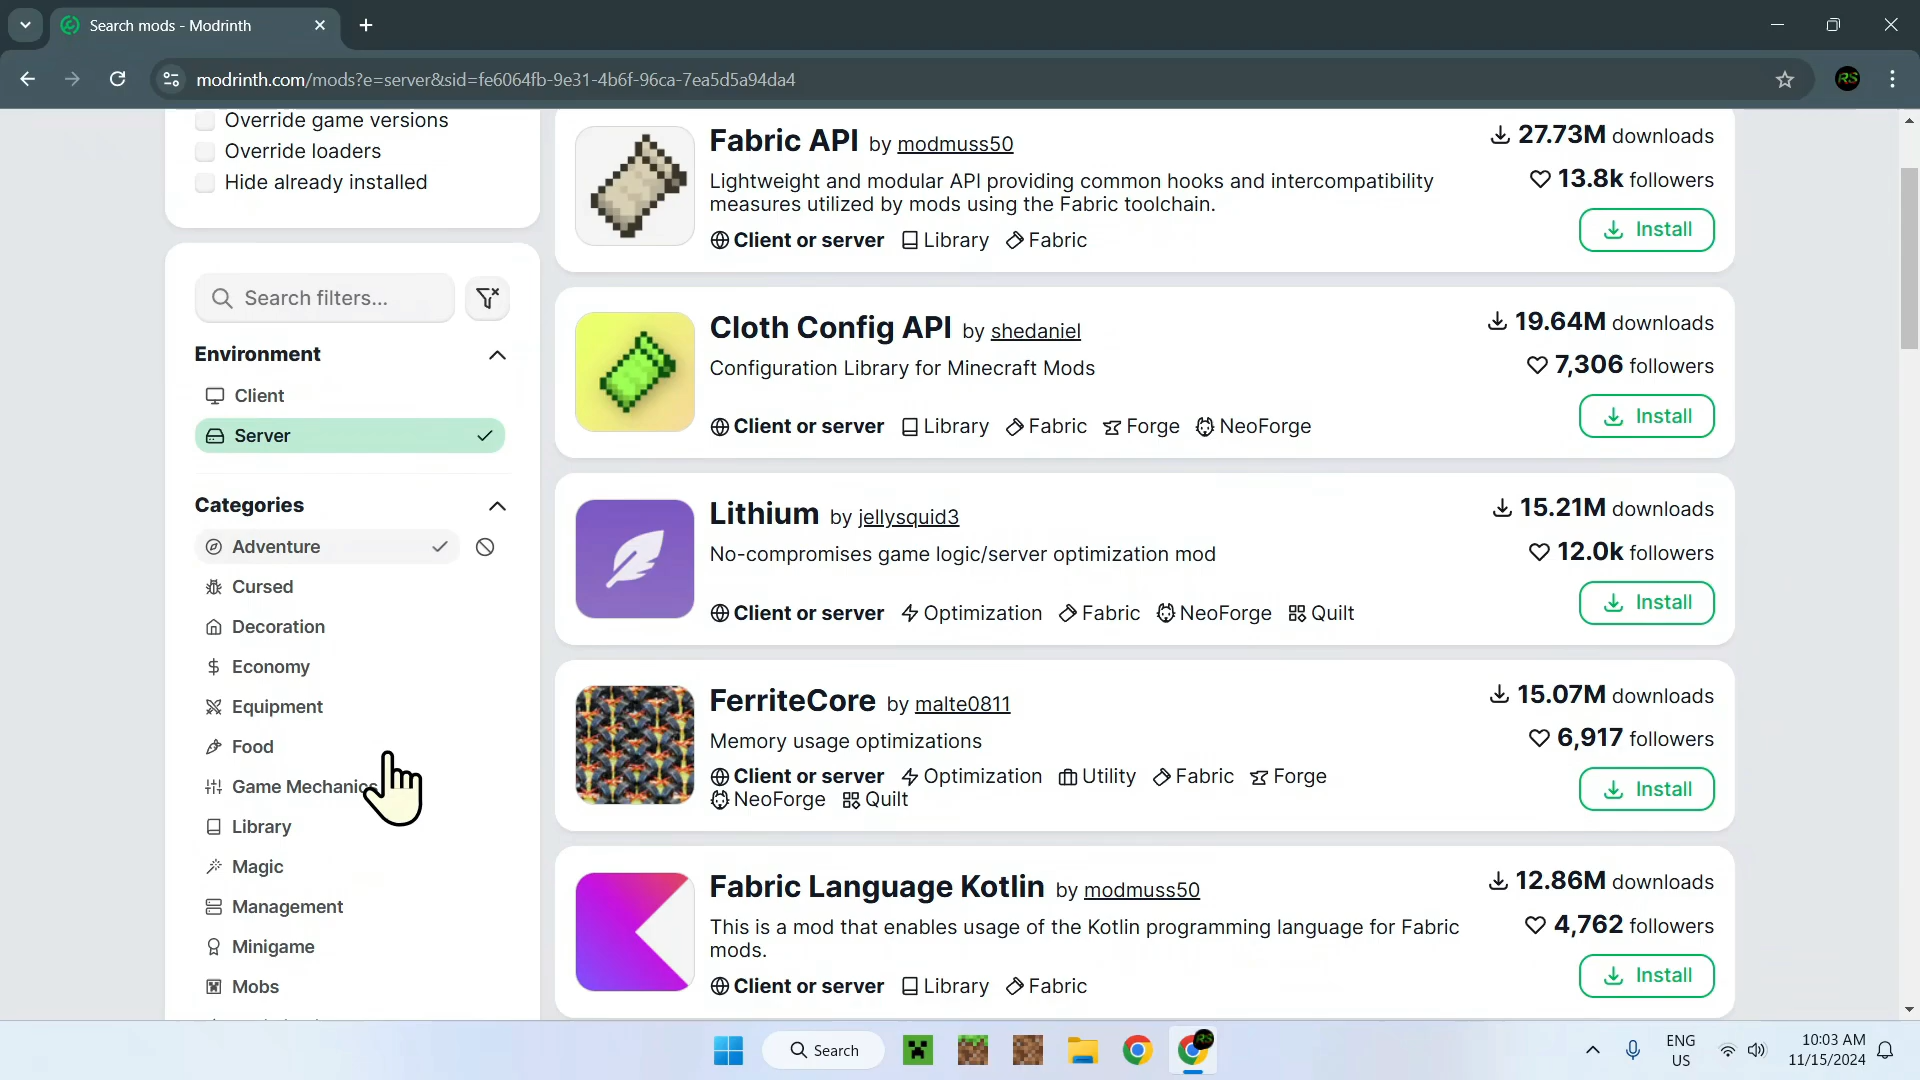 Search mods - Modrinth
modrinth.com/mods?e=server&sid=fe6064fb-9e31-4b6f-96ca-7ea5d5a94da4
RS
Override game versions
Override loaders
Hide already installed
Search filters...
Environment
Client
Server
Categories
Adventure
Cursed
Decoration
Economy
Equipment
Food
Game Mechanics
Library
Magic
Management
Minigame
Mobs
Fabric API by modmuss50
27.73M downloads
Lightweight and modular API providing common hooks and intercompatibility
measures utilized by mods using the Fabric toolchain.
13.8k followers
Client or server Library Fabric
Install
Cloth Config API by shedaniel
19.64M downloads
Configuration Library for Minecraft Mods
7,306 followers
Client or server Library Fabric Forge NeoForge
Install
Lithium by jellysquid3
15.21M downloads
No-compromises game logic/server optimization mod
12.0k followers
Client or server Optimization Fabric NeoForge Quilt
Install
FerriteCore by malte0811
15.07M downloads
Memory usage optimizations
6,917 followers
Client or server Optimization Utility Fabric Forge
NeoForge Quilt
Install
Fabric Language Kotlin by modmuss50
12.86M downloads
This is a mod that enables usage of the Kotlin programming language for Fabric
mods.
4,762 followers
Client or server Library Fabric
Install
Search
RS
ENG
US
10:03 AM
11/15/2024